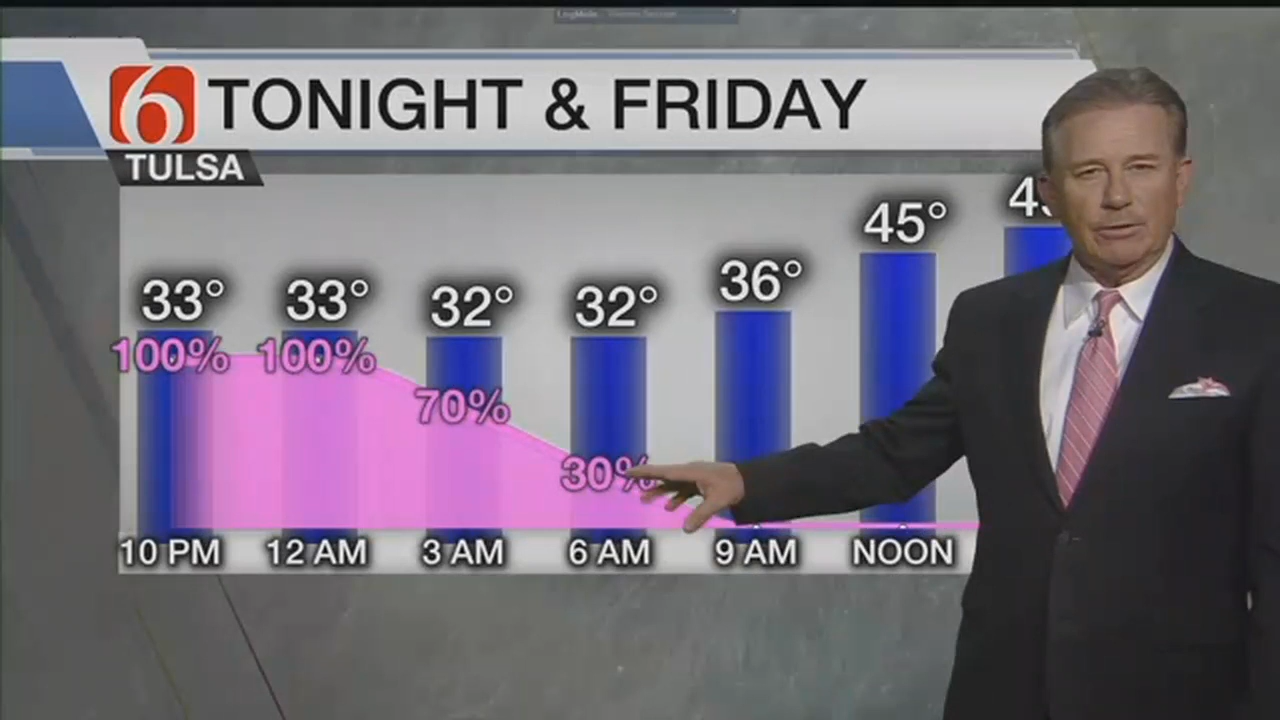 6 TONIGHT & FRIDAY
TULSA
33° 33° 32° 32° 36° 45°
100% 100% 70% 30%
10 PM 12 AM 3 AM 6 AM 9 AM NOON